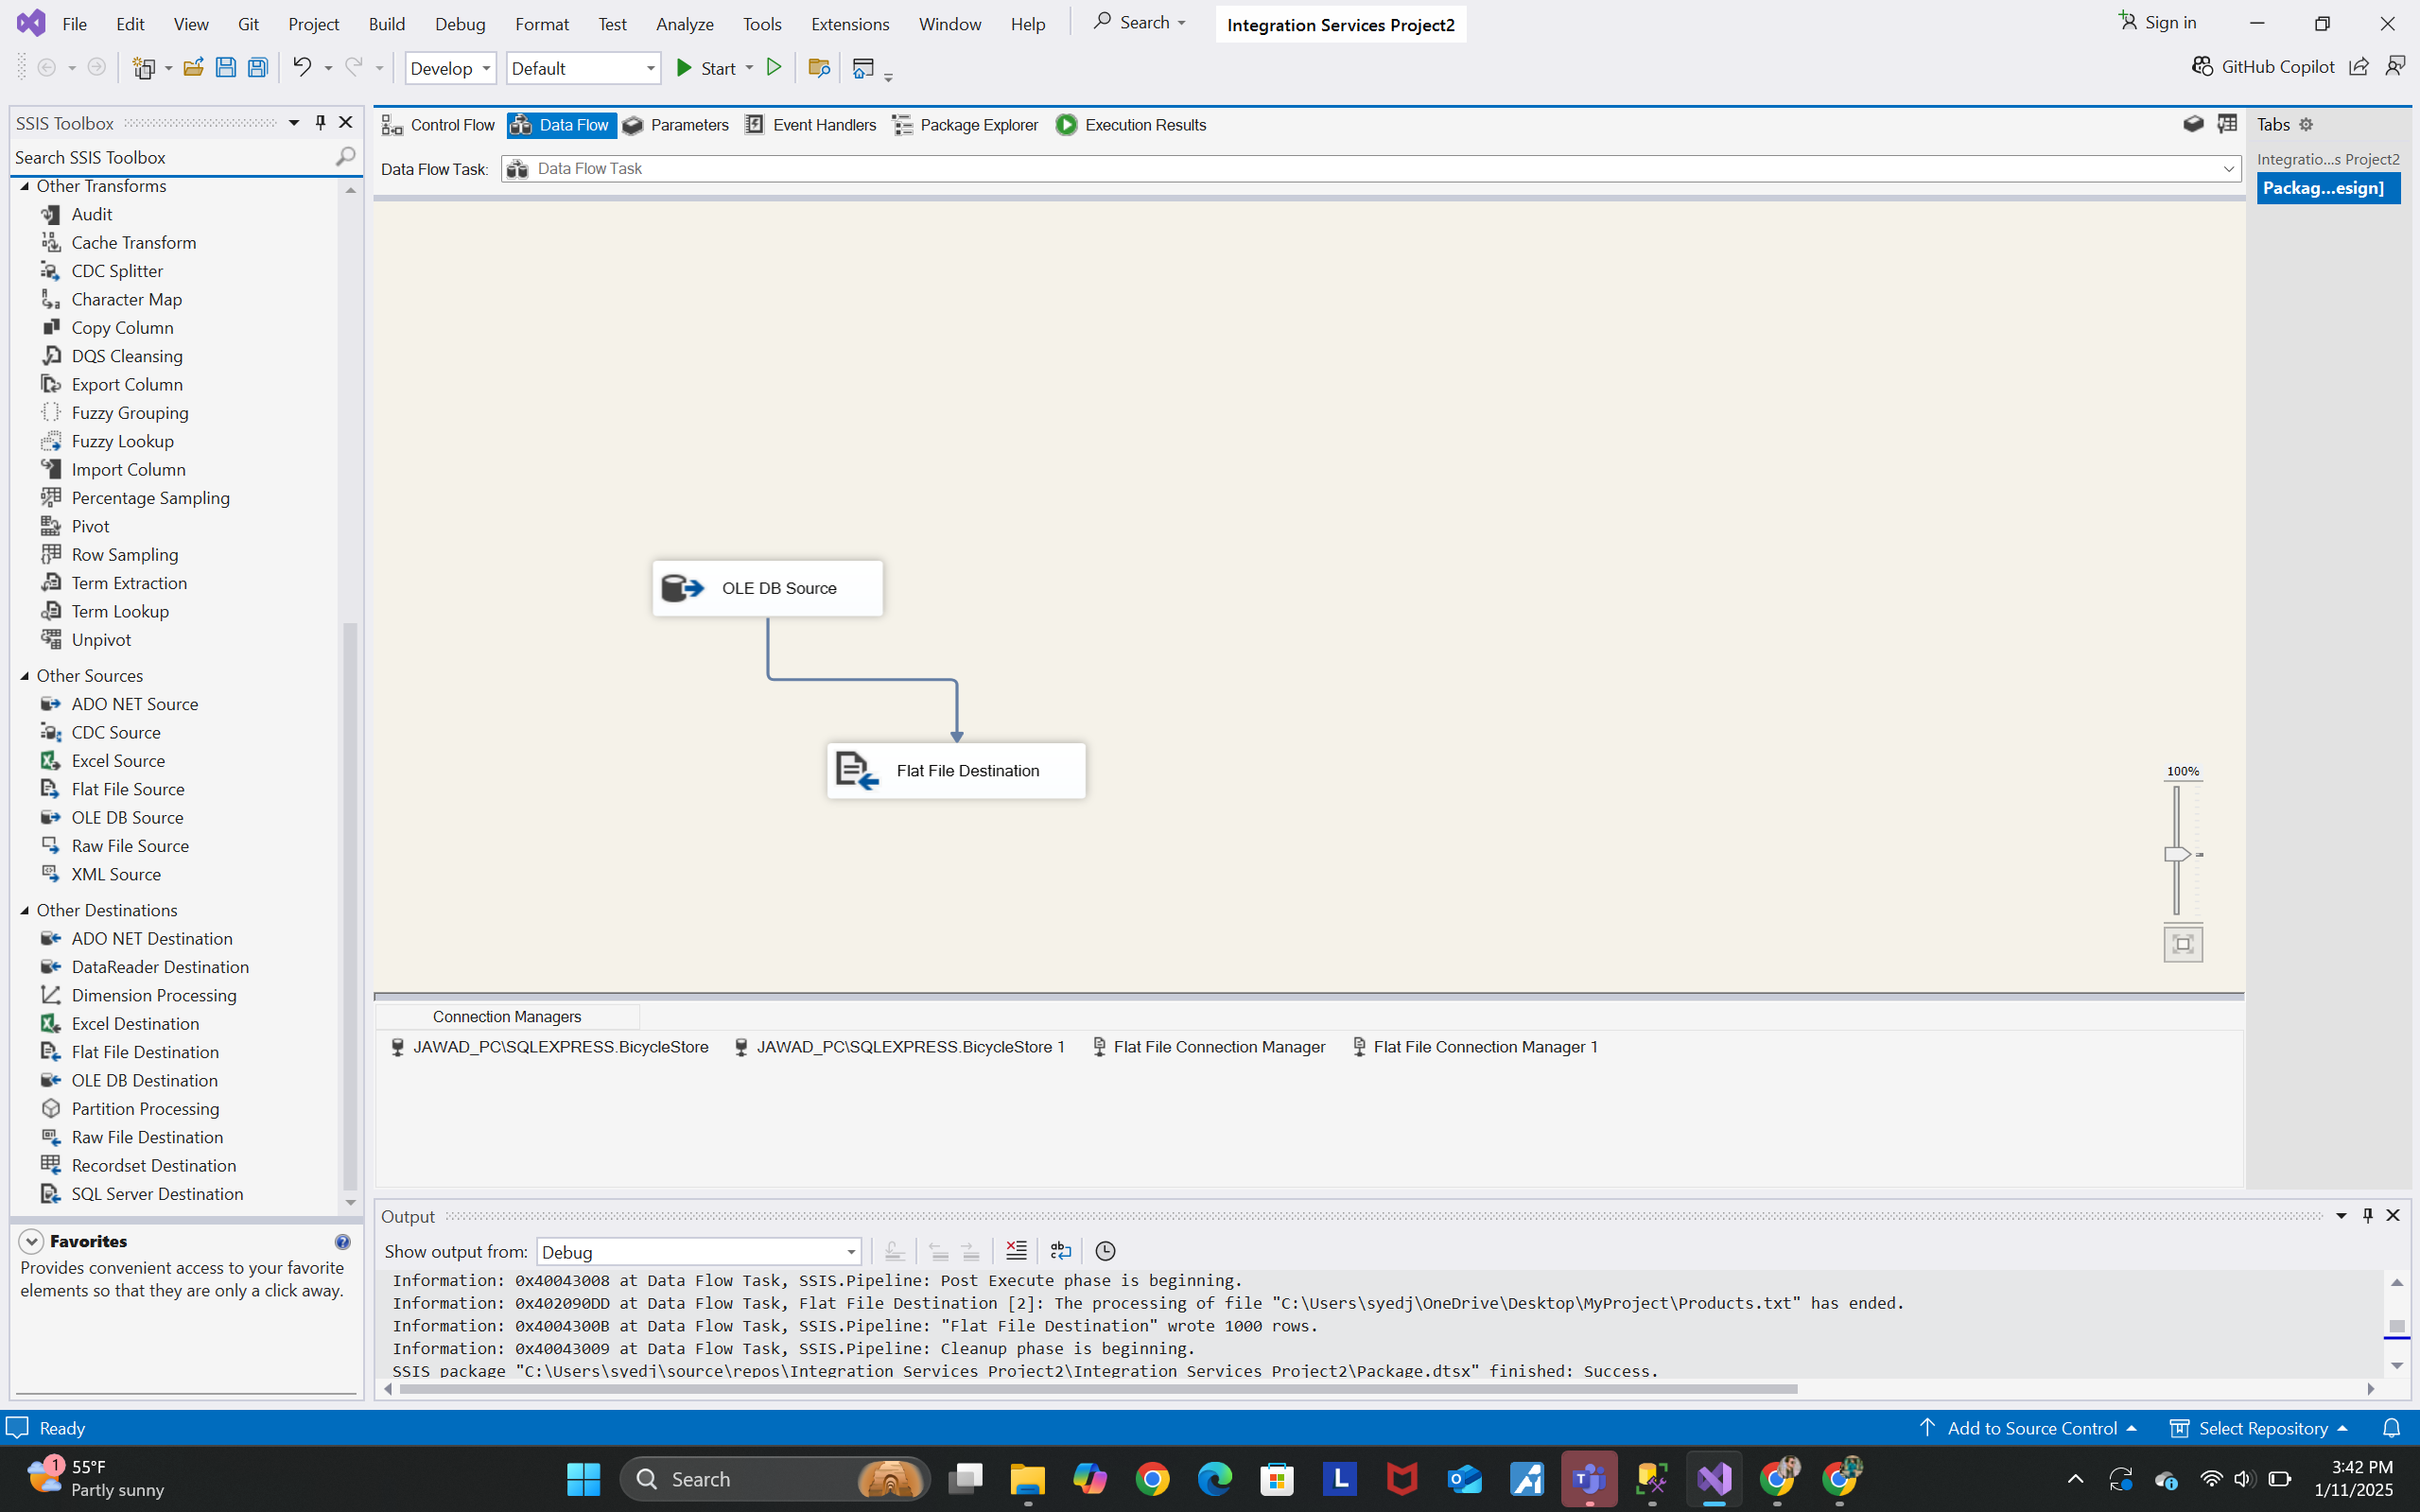 File Edit View Git Project Build Debug Format Test Analyze Tools Extensions Window Help Search Integration Services Project2 Sign in
Develop Default Start GitHub Copilot
SSIS Toolbox
Search SSIS Toolbox
Other Transforms
Audit
Cache Transform
CDC Splitter
Character Map
Copy Column
DQS Cleansing
Export Column
Fuzzy Grouping
Fuzzy Lookup
Import Column
Percentage Sampling
Pivot
Row Sampling
Term Extraction
Term Lookup
Unpivot
Other Sources
ADO NET Source
CDC Source
Excel Source
Flat File Source
OLE DB Source
Raw File Source
XML Source
Other Destinations
ADO NET Destination
DataReader Destination
Dimension Processing
Excel Destination
Flat File Destination
OLE DB Destination
Partition Processing
Raw File Destination
Recordset Destination
SQL Server Destination
Favorites
Provides convenient access to your favorite
elements so that they are only a click away.
Control Flow Data Flow Parameters Event Handlers Package Explorer Execution Results
Data Flow Task: Data Flow Task
OLE DB Source
Flat File Destination
100%
Tabs
Integratio...s Project2
Packag...esign]
Connection Managers
JAWAD_PC\SQLEXPRESS.BicycleStore JAWAD_PC\SQLEXPRESS.BicycleStore 1 Flat File Connection Manager Flat File Connection Manager 1
Output
Show output from: Debug
Information: 0x40043008 at Data Flow Task, SSIS.Pipeline: Post Execute phase is beginning.
Information: 0x402090DD at Data Flow Task, Flat File Destination [2]: The processing of file "C:\Users\syedj\OneDrive\Desktop\MyProject\Products.txt" has ended.
Information: 0x4004300B at Data Flow Task, SSIS.Pipeline: "Flat File Destination" wrote 1000 rows.
Information: 0x40043009 at Data Flow Task, SSIS.Pipeline: Cleanup phase is beginning.
SSIS package "C:\Users\syedj\source\repos\Integration Services Project2\Integration Services Project2\Package.dtsx" finished: Success.
Ready Add to Source Control Select Repository
1 55°F
Partly sunny
Search
3:42 PM
1/11/2025